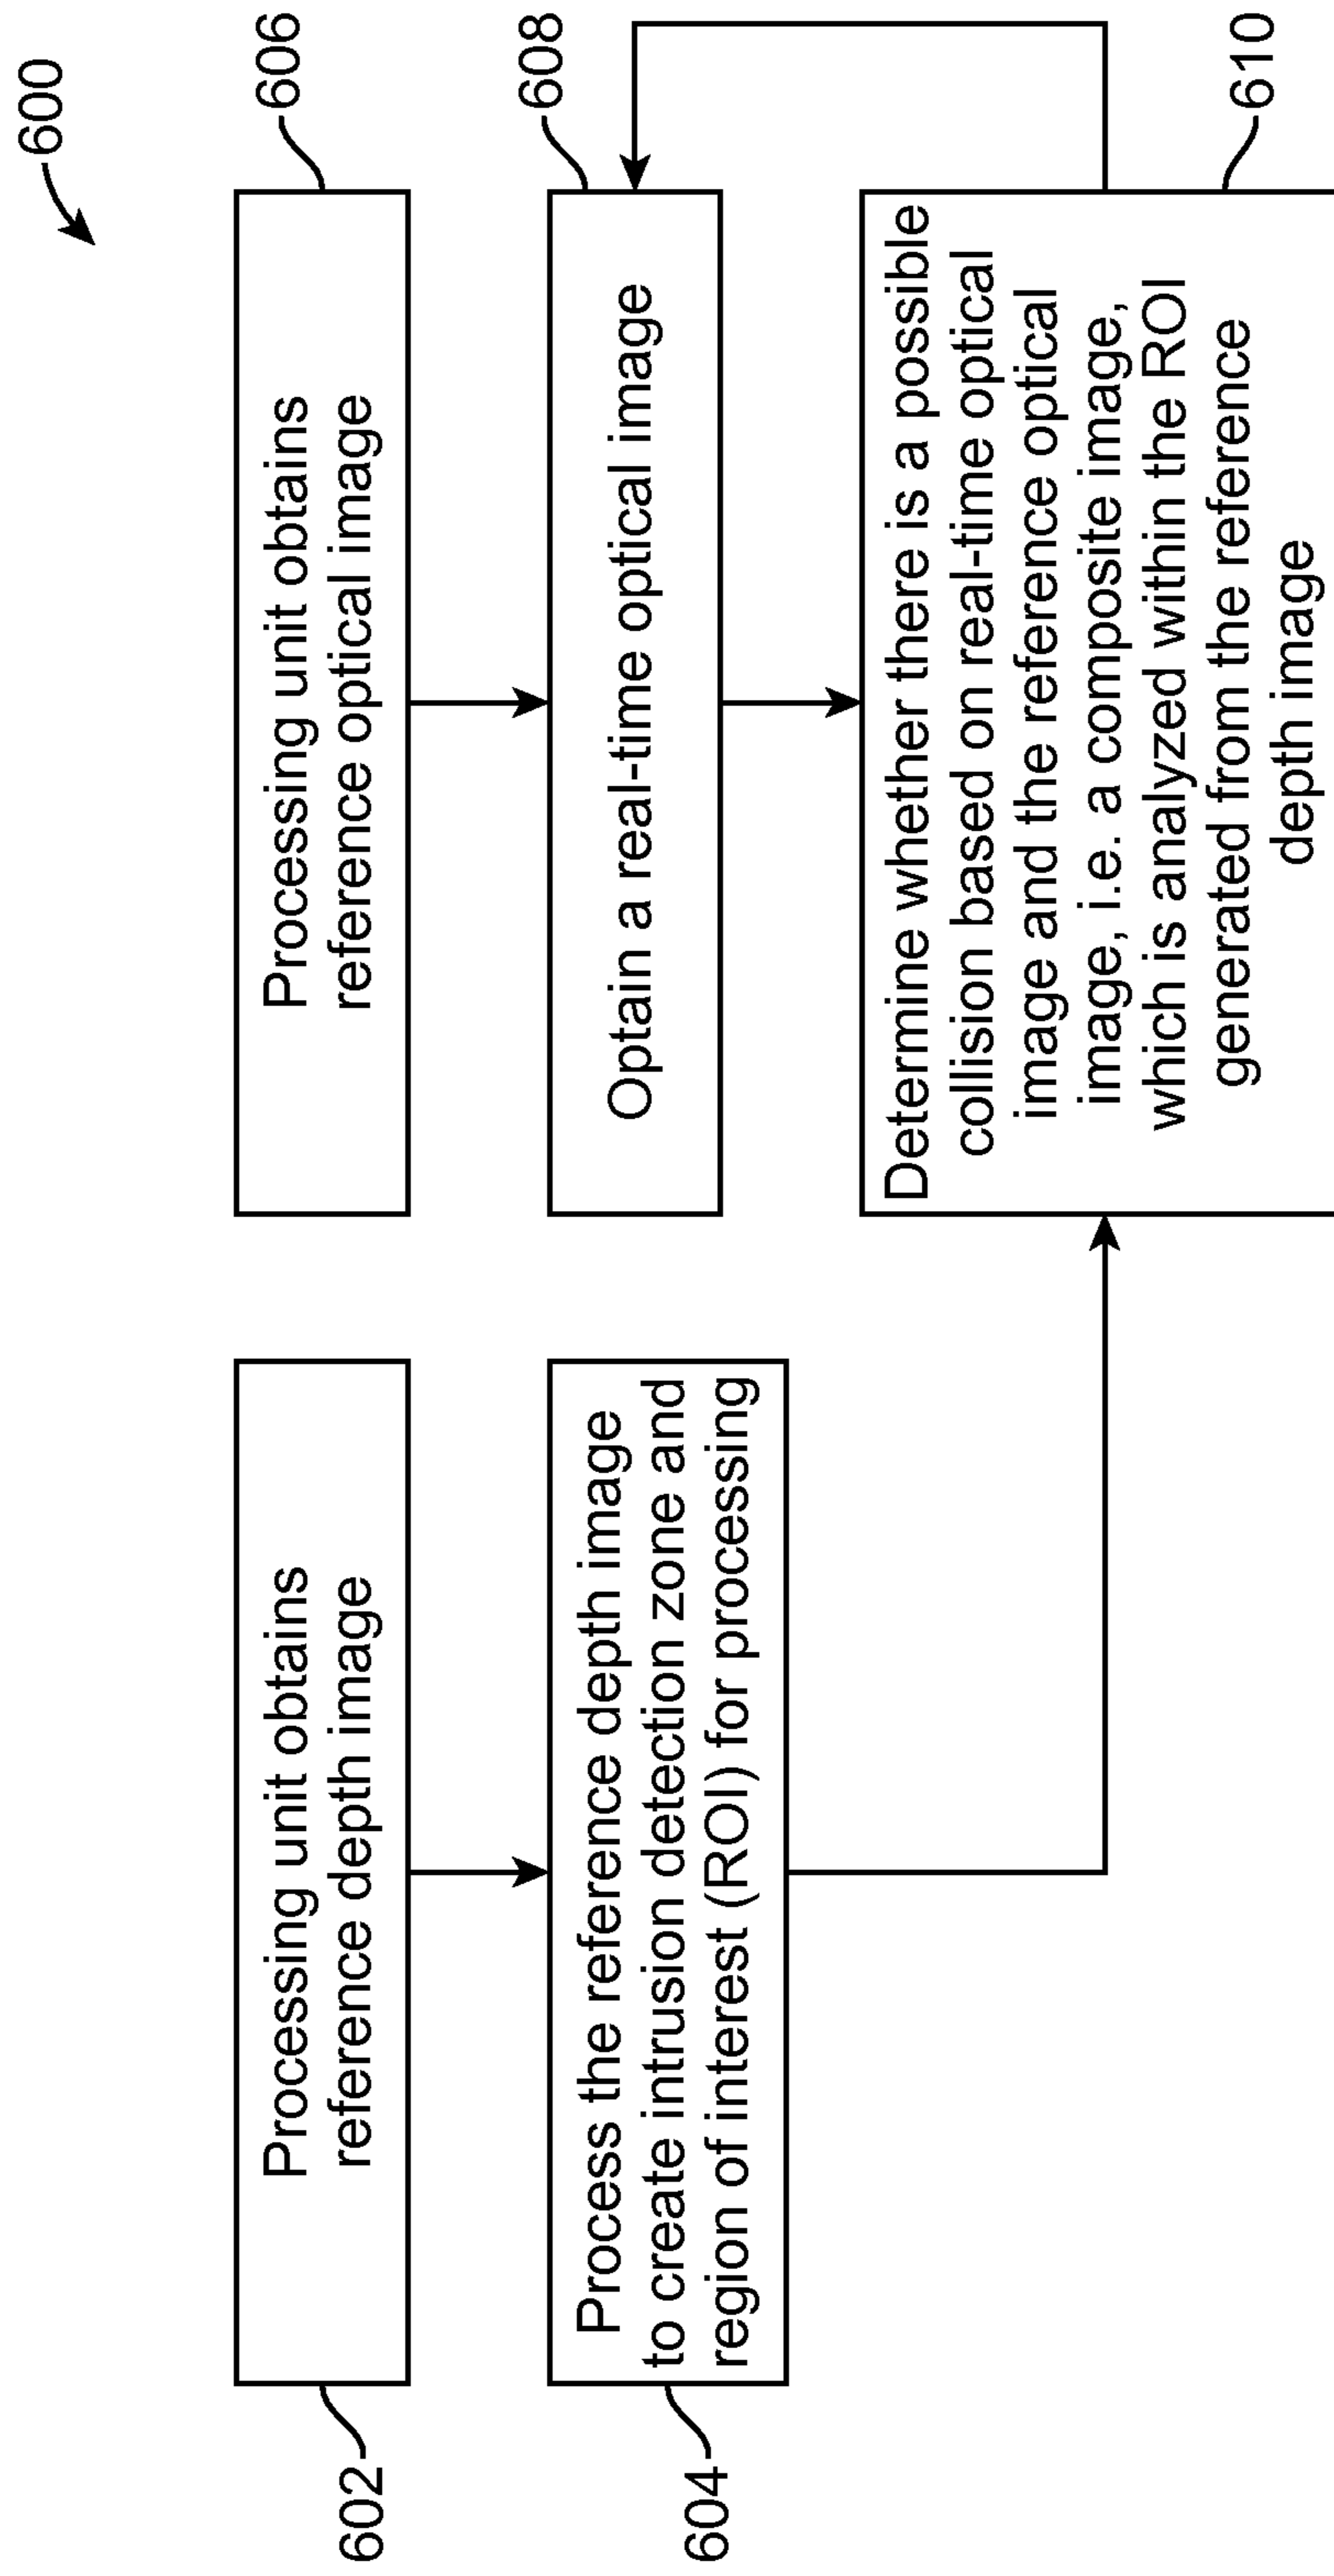 600
602
Processing unit obtains
reference depth image
604
Process the reference depth image
to create intrusion detection zone and
region of interest (ROI) for processing
606
Processing unit obtains
reference optical image
608
Optain a real-time optical image
610
Determine whether there is a possible
collision based on real-time optical
image and the reference optical
image, i.e. a composite image,
which is analyzed within the ROI
generated from the reference
depth image